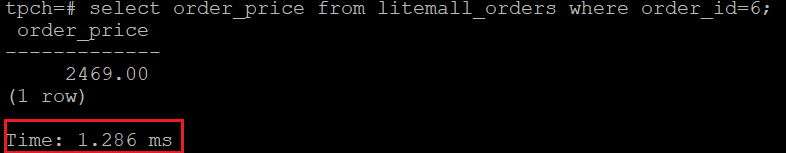 tpch=# select order_price from litemall_orders where order_id=6;
order_price
-------------
2469.00
(1 row)
Time: 1.286 ms